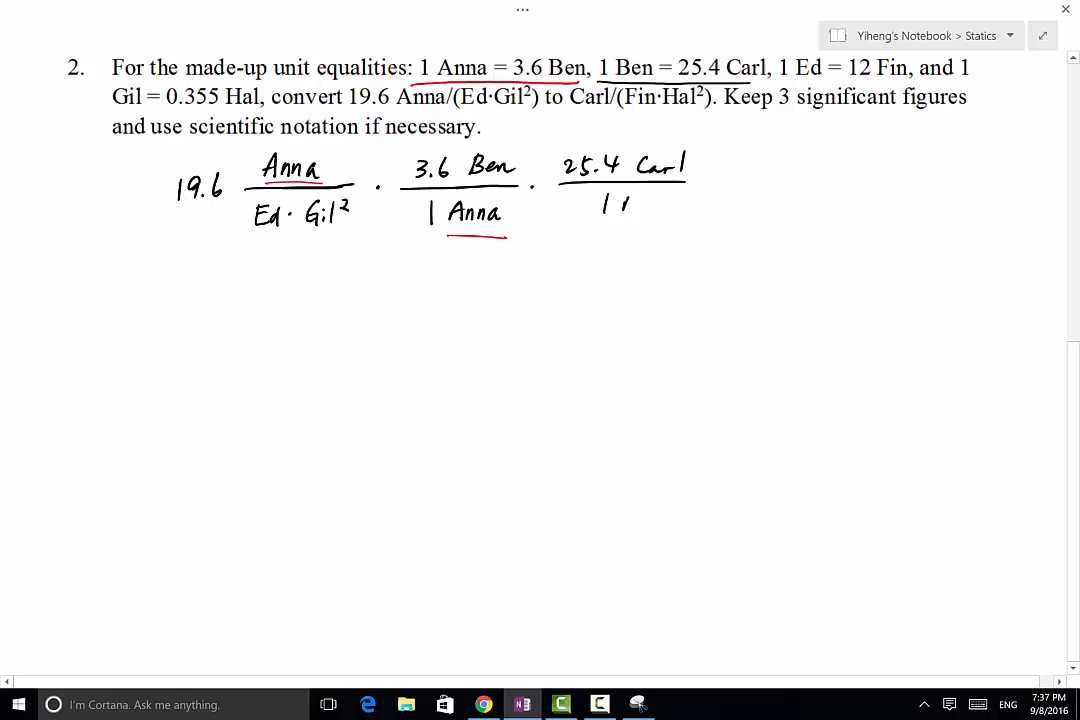 ...
Yiheng's Notebook > Statics
2. For the made-up unit equalities: 1 Anna = 3.6 Ben, 1 Ben = 25.4 Carl, 1 Ed = 12 Fin, and 1
Gil = 0.355 Hal, convert 19.6 Anna/(Ed·Gil²) to Carl/(Fin·Hal²). Keep 3 significant figures
and use scientific notation if necessary.
19.6 Anna / Ed · Gil² · 3.6 Ben / 1 Anna · 25.4 Carl / 1
I'm Cortana. Ask me anything.
ENG
7:37 PM
9/8/2016